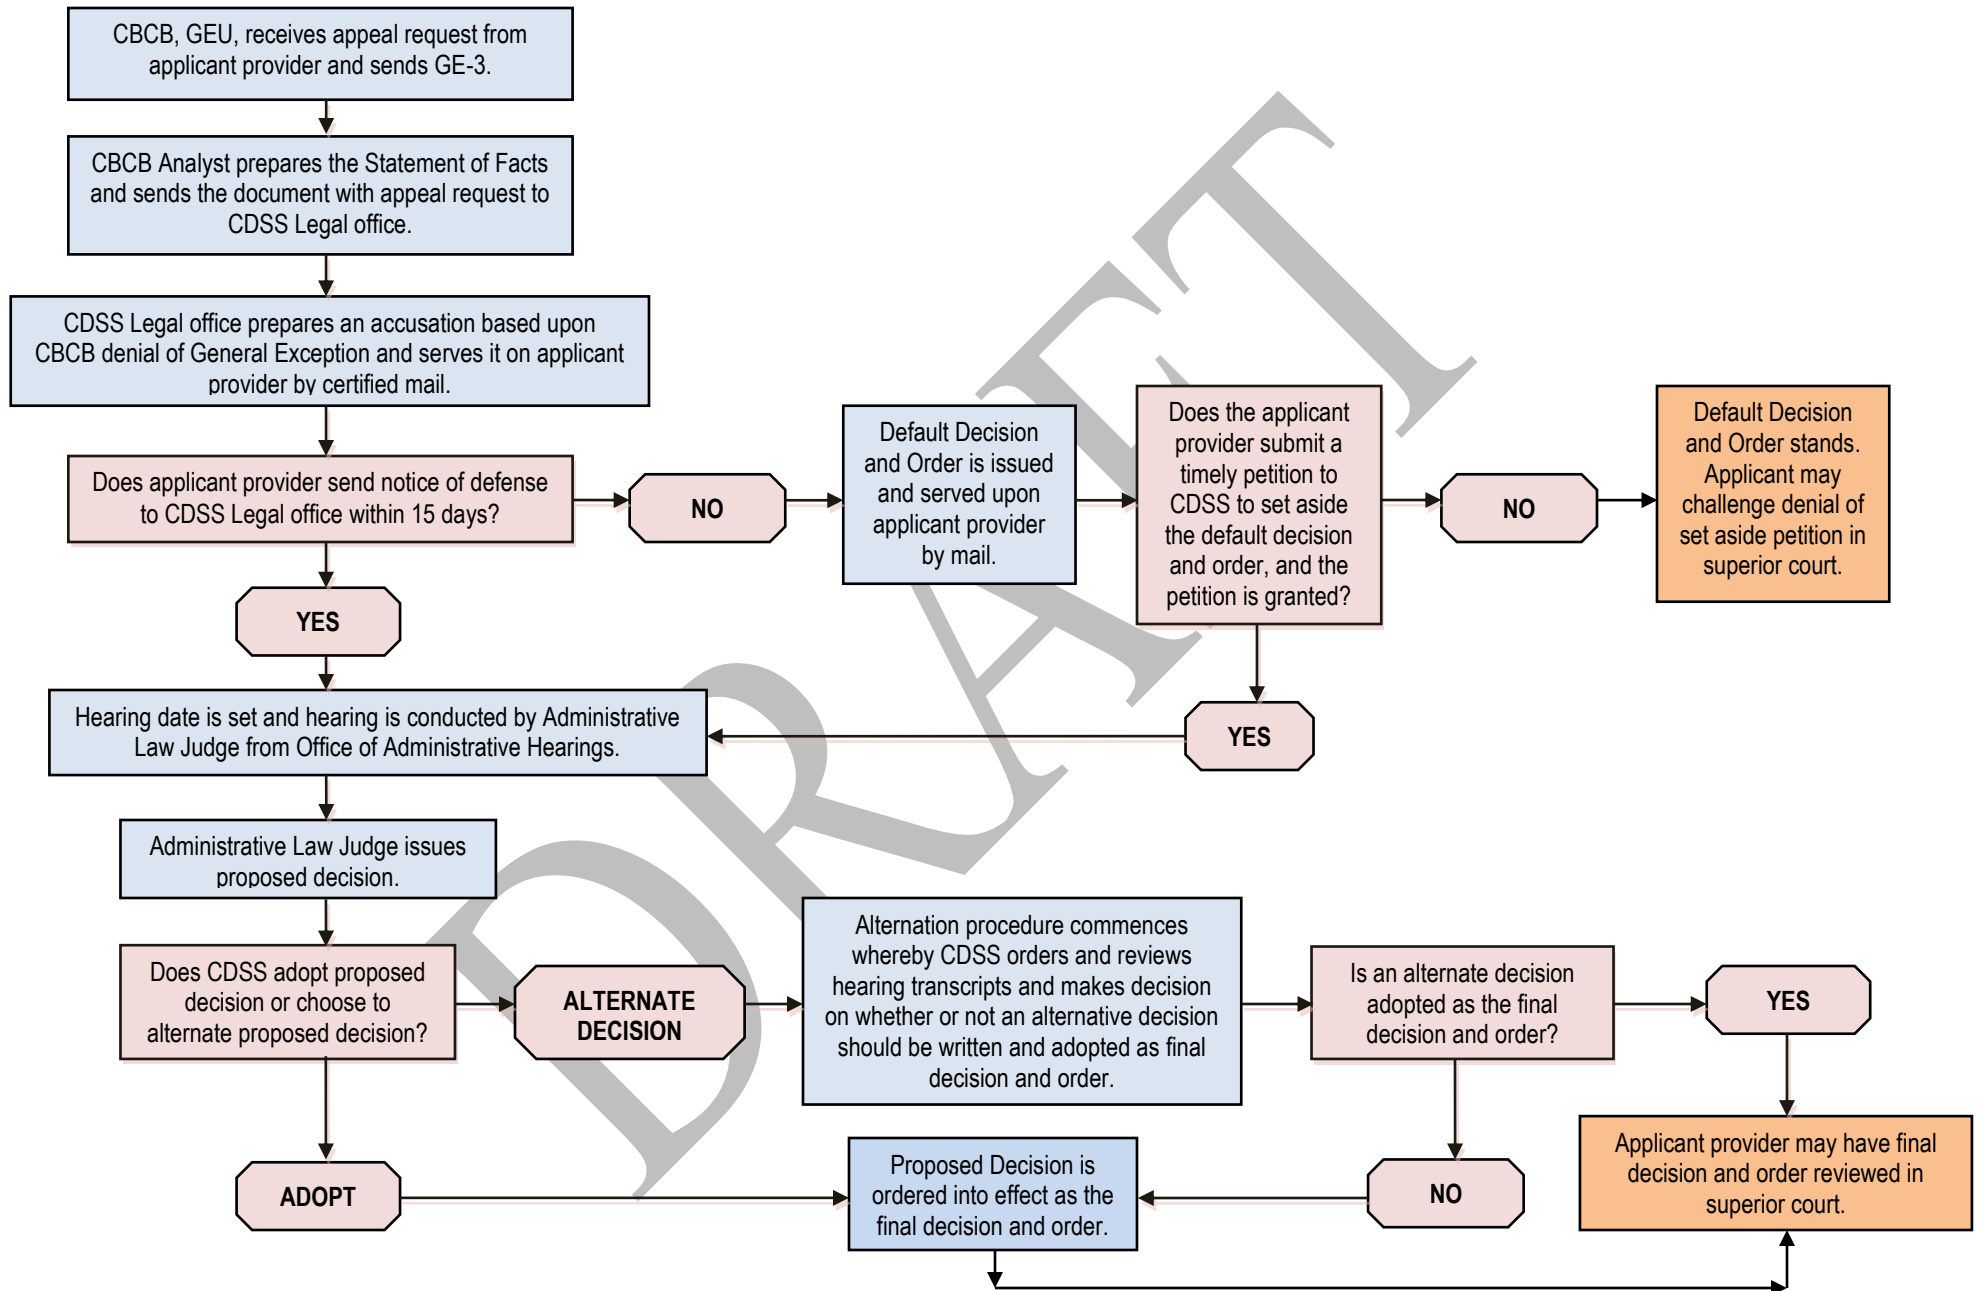 CBCB, GEU, receives appeal request from
applicant provider and sends GE-3.
CBCB Analyst prepares the Statement of Facts
and sends the document with appeal request to
CDSS Legal office.
CDSS Legal office prepares an accusation based upon
CBCB denial of General Exception and serves it on applicant
provider by certified mail.
Does applicant provider send notice of defense
to CDSS Legal office within 15 days?
NO
Default Decision
and Order is issued
and served upon
applicant provider
by mail.
Does the applicant
provider submit a
timely petition to
CDSS to set aside
the default decision
and order, and the
petition is granted?
NO
Default Decision
and Order stands.
Applicant may
challenge denial of
set aside petition in
superior court.
YES
YES
Hearing date is set and hearing is conducted by Administrative
Law Judge from Office of Administrative Hearings.
Administrative Law Judge issues
proposed decision.
Does CDSS adopt proposed
decision or choose to
alternate proposed decision?
ALTERNATE
DECISION
Alternation procedure commences
whereby CDSS orders and reviews
hearing transcripts and makes decision
on whether or not an alternative decision
should be written and adopted as final
decision and order.
Is an alternate decision
adopted as the final
decision and order?
YES
ADOPT
Proposed Decision is
ordered into effect as the
final decision and order.
NO
Applicant provider may have final
decision and order reviewed in
superior court.
DRAFT